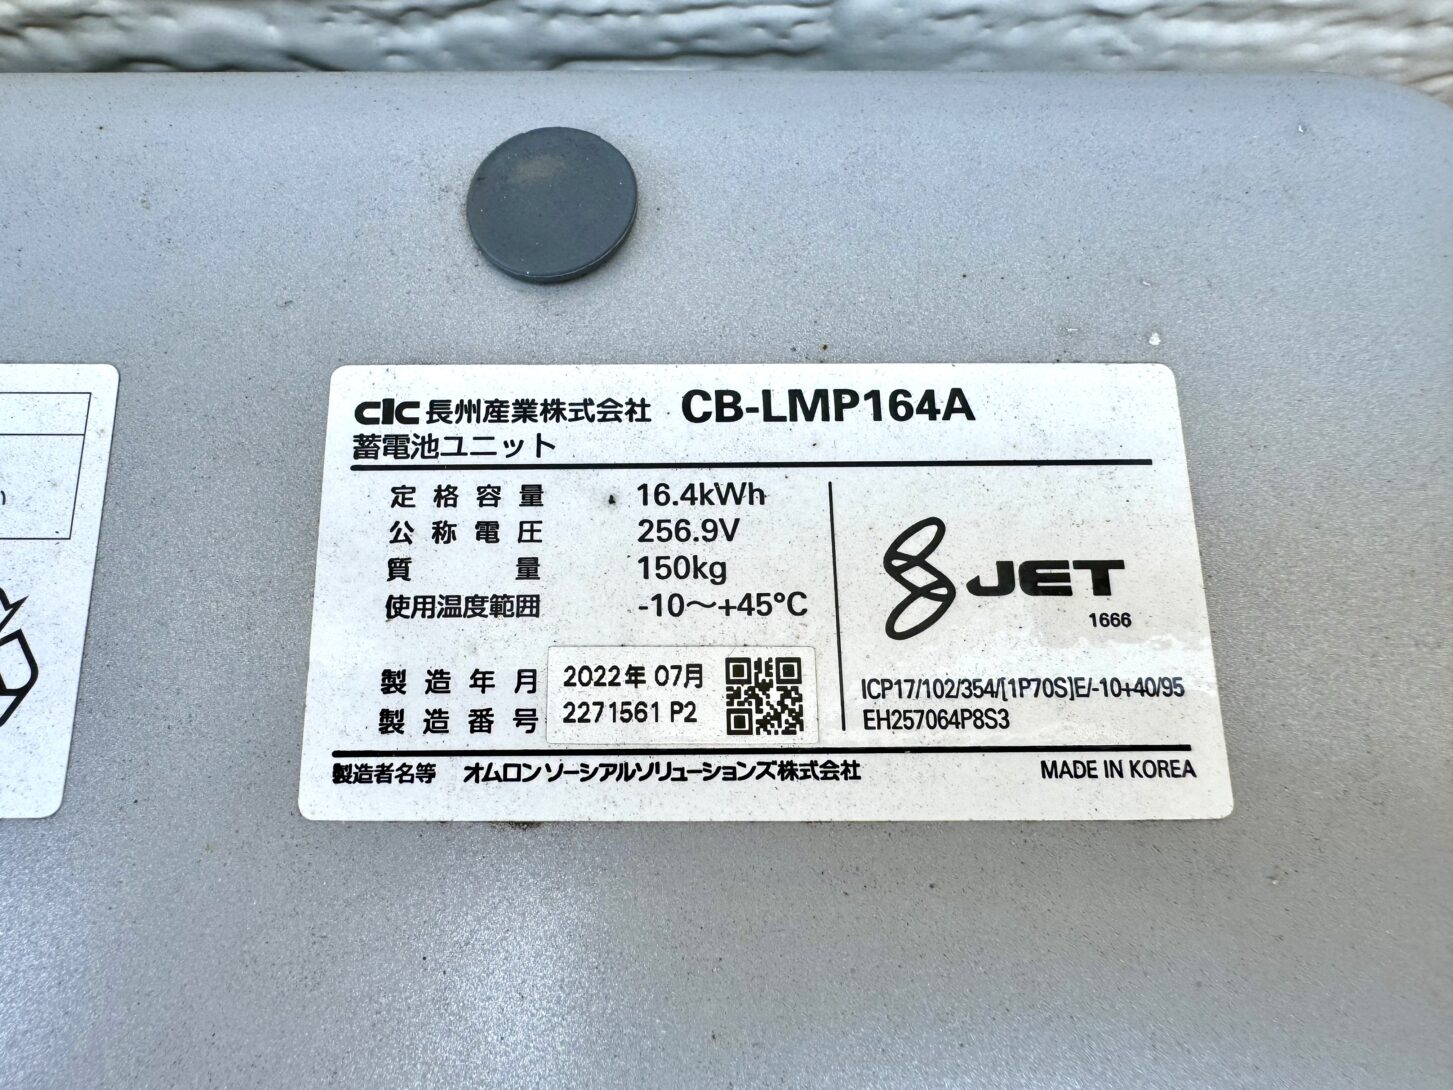 CIC 長州産業株式会社 CB-LMP164A
蓄電池ユニット
定格容量 16.4kWh
公称電圧 256.9V
質量 150kg
使用温度範囲 -10～+45°C
製造年月 2022年 07月
製造番号 2271561 P2
JET
1666
ICP17/102/354/[1P70S]E/-10+40/95
EH257064P8S3
製造者名等 オムロン ソーシアルソリューションズ株式会社 MADE IN KOREA